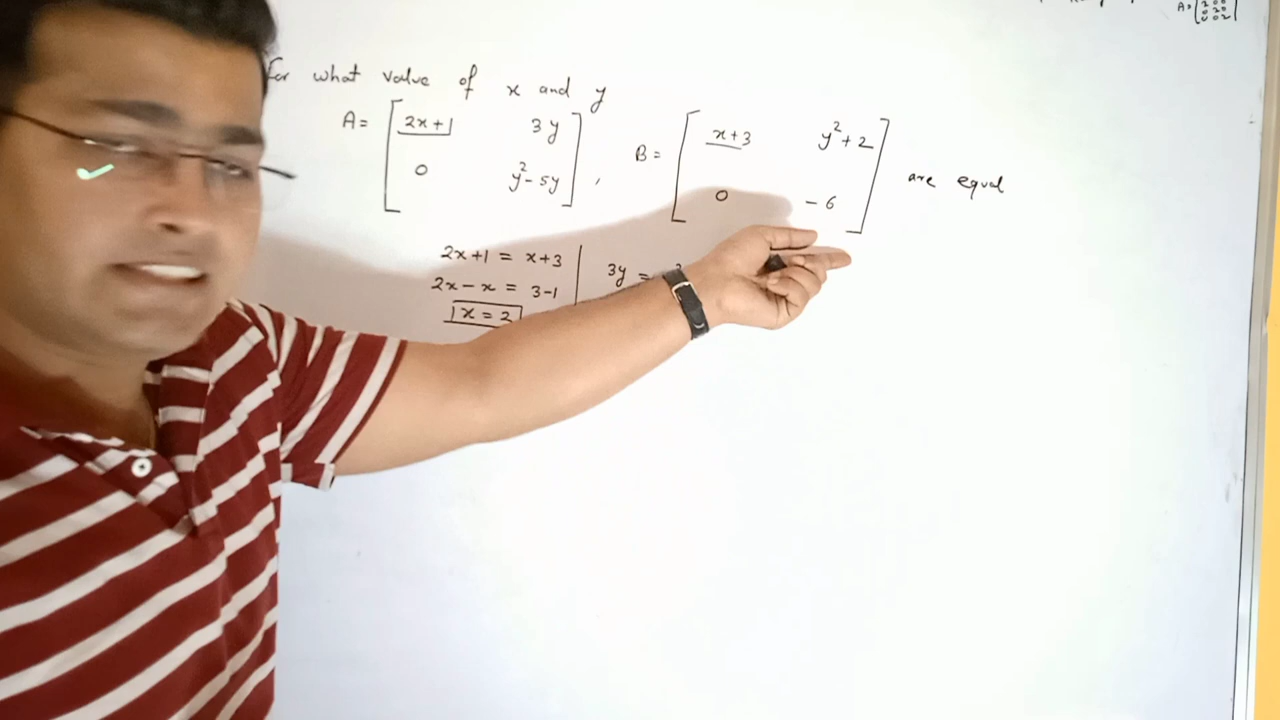 for what value of x and y
A = [ 2x+1 3y
0 y²-5y ] , B = [ x+3 y²+2
0 -6 ] are equal
2x+1 = x+3 | 3y =
2x-x = 3-1
x = 2